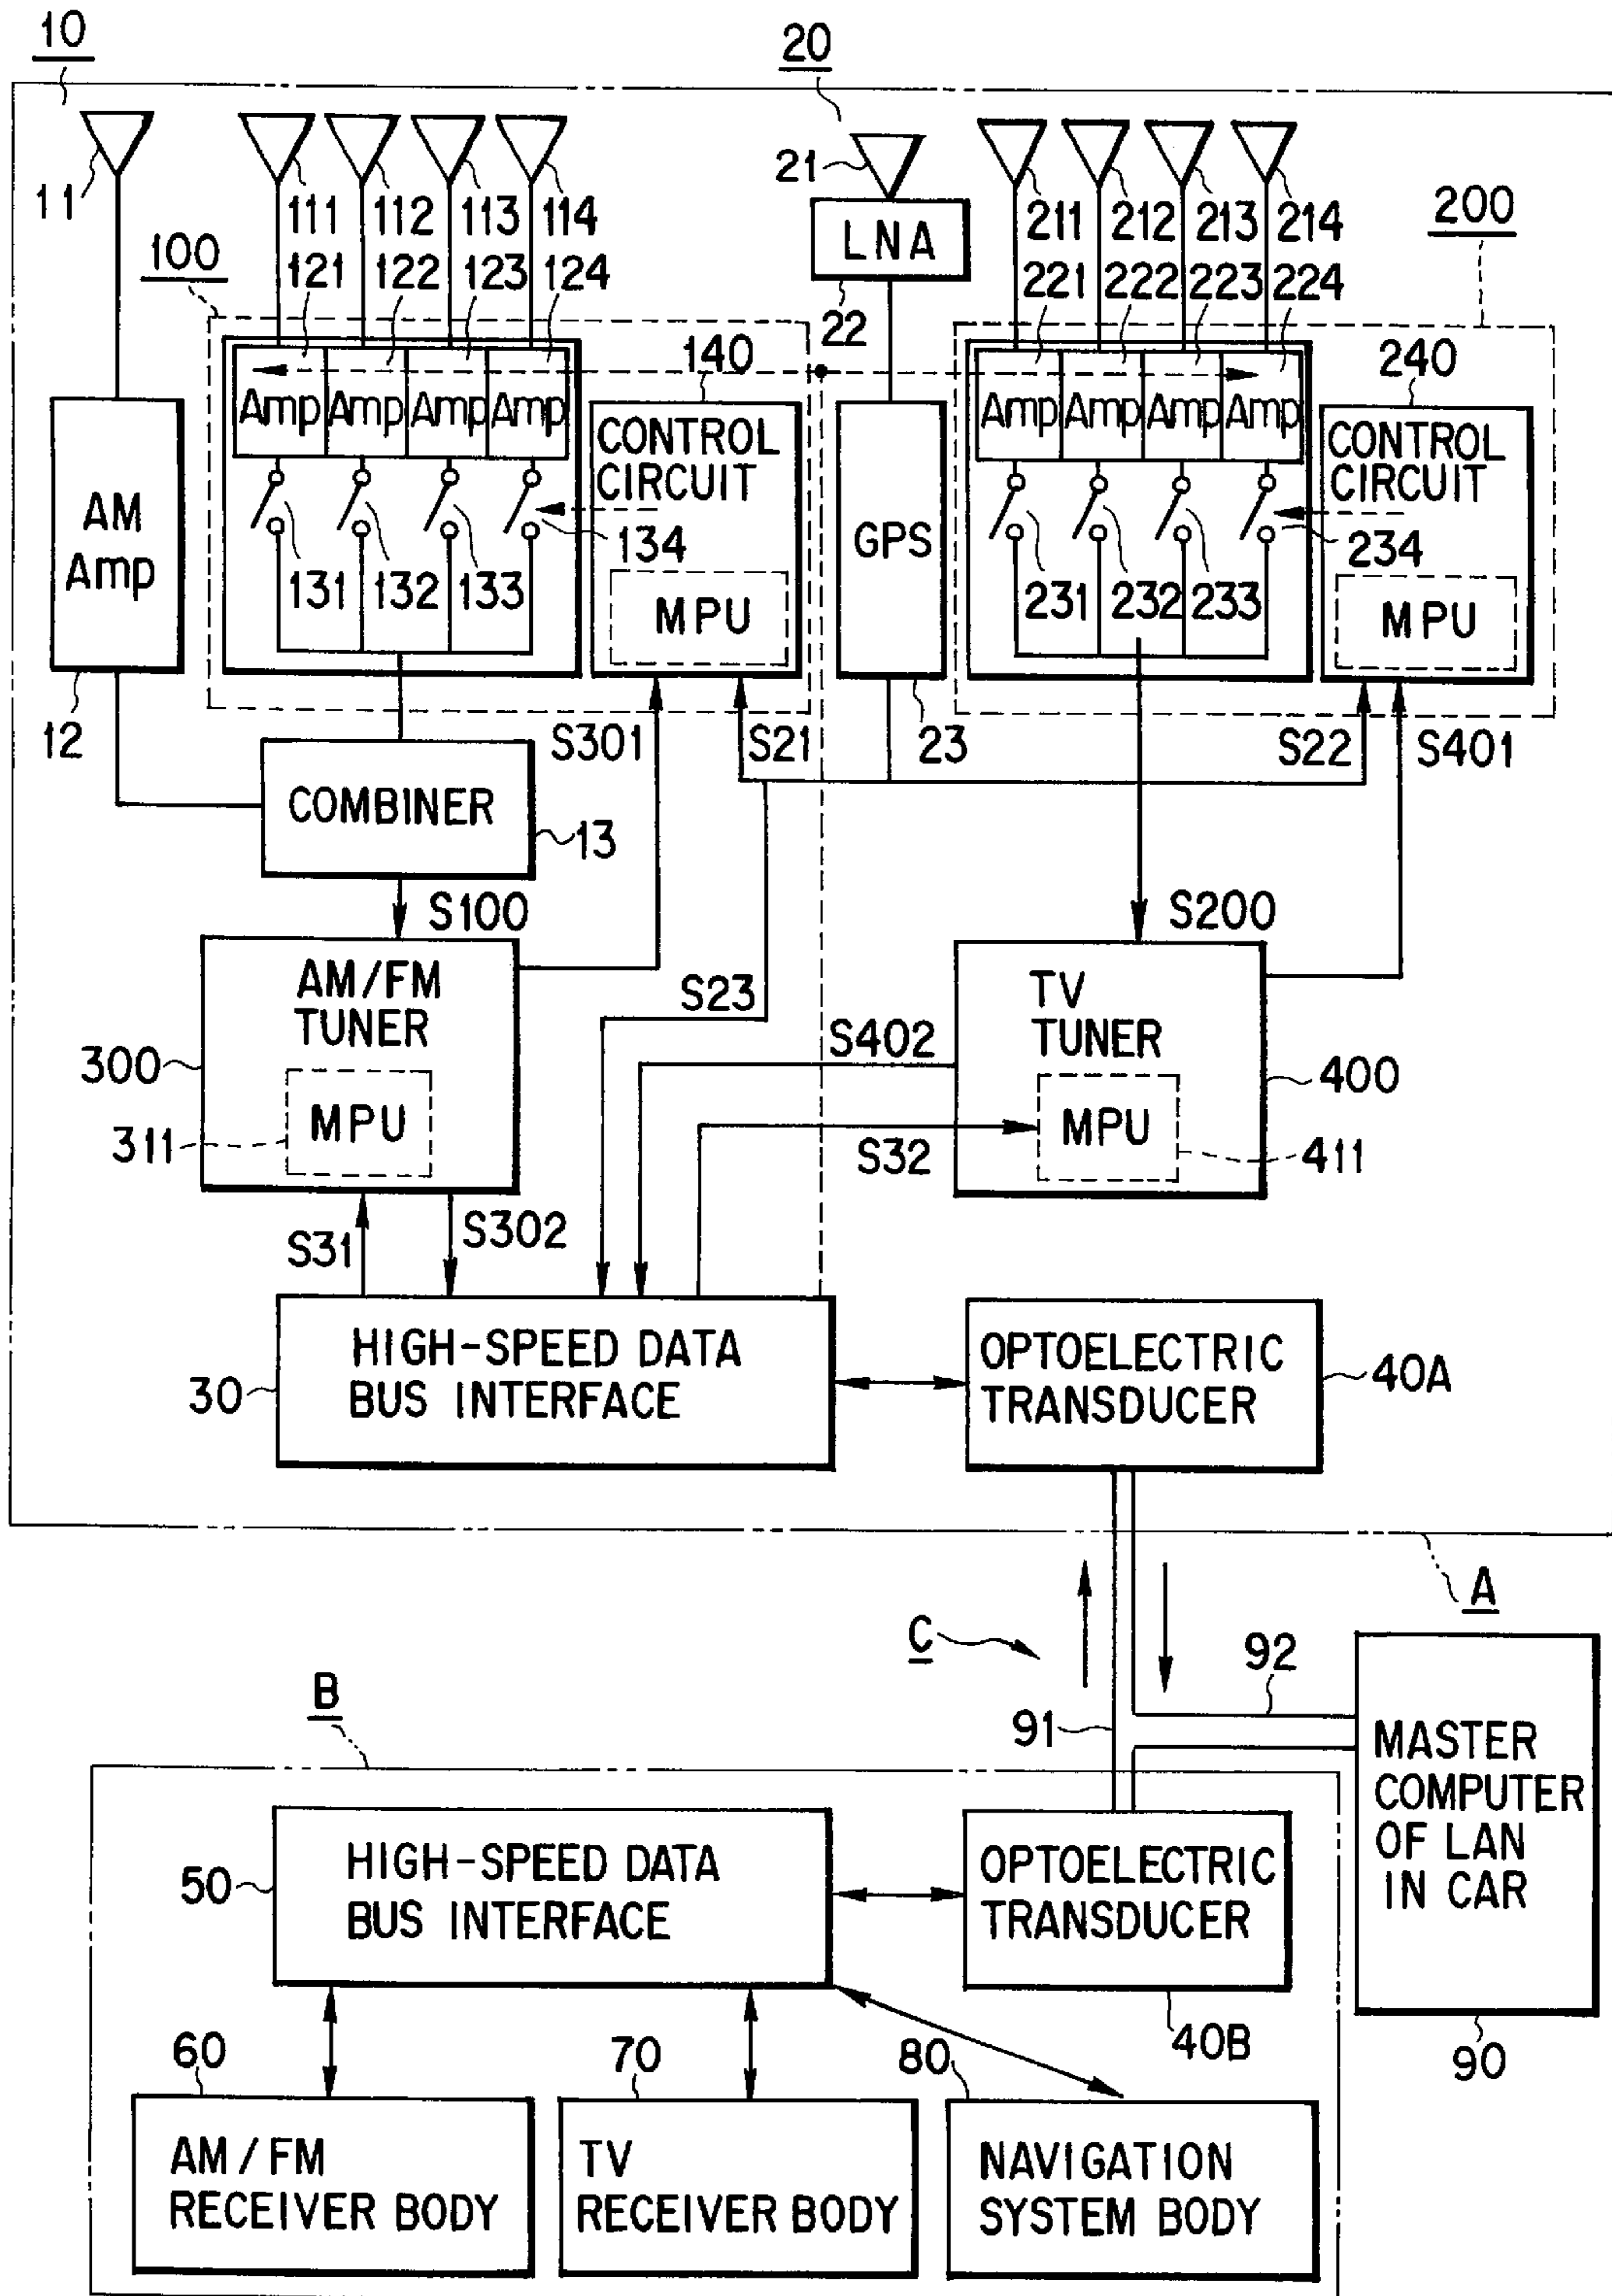 10
20
11
111
112
113
114
21
LNA
22
211
212
213
214
200
100
121
122
123
124
221
222
223
224
140
240
Amp
Amp
Amp
Amp
CONTROL
CIRCUIT
134
MPU
131
132
133
AM
Amp
12
GPS
23
Amp
Amp
Amp
Amp
CONTROL
CIRCUIT
234
MPU
231
232
233
S301
S21
S22
S401
COMBINER
13
S100
S200
AM/FM
TUNER
300
MPU
311
S23
S402
TV
TUNER
400
MPU
411
S32
S31
S302
HIGH-SPEED DATA
BUS INTERFACE
30
OPTOELECTRIC
TRANSDUCER
40A
A
C
92
91
B
MASTER
COMPUTER
OF LAN
IN CAR
90
HIGH-SPEED DATA
BUS INTERFACE
50
OPTOELECTRIC
TRANSDUCER
40B
60
70
80
AM/FM
RECEIVER BODY
TV
RECEIVER BODY
NAVIGATION
SYSTEM BODY